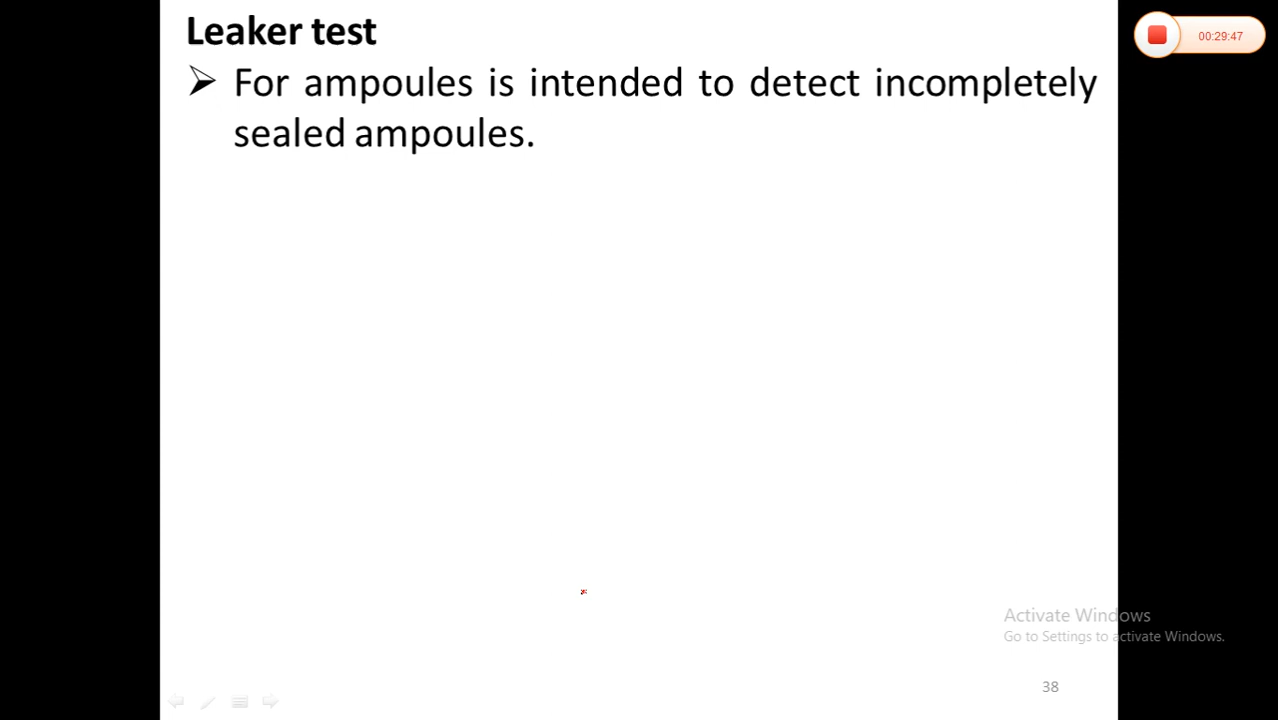 Leaker test
00:29:47
➢ For ampoules is intended to detect incompletely
sealed ampoules.
Activate Windows
Go to Settings to activate Windows.
38